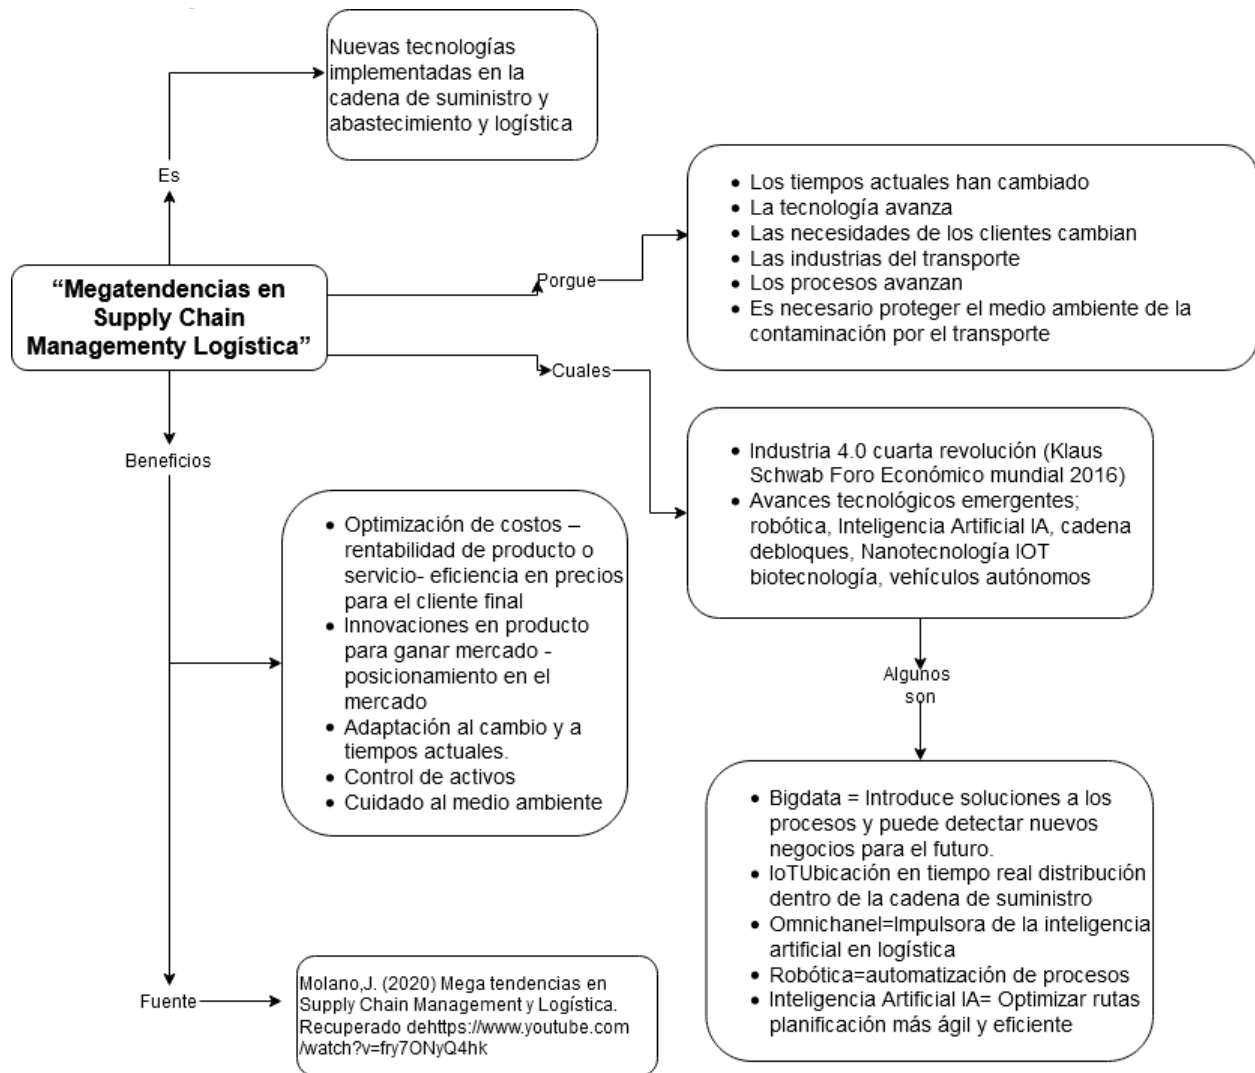 Nuevas tecnologías
implementadas en la
cadena de suministro y
abastecimiento y logística
Es
“Megatendencias en
Supply Chain
Managementy Logística”
Porgue
• Los tiempos actuales han cambiado
• La tecnología avanza
• Las necesidades de los clientes cambian
• Las industrias del transporte
• Los procesos avanzan
• Es necesario proteger el medio ambiente de la
contaminación por el transporte
Cuales
• Industria 4.0 cuarta revolución (Klaus
Schwab Foro Económico mundial 2016)
• Avances tecnológicos emergentes;
robótica, Inteligencia Artificial IA, cadena
debloques, Nanotecnología IOT
biotecnología, vehículos autónomos
Algunos
son
• Bigdata = Introduce soluciones a los
procesos y puede detectar nuevos
negocios para el futuro.
• IoTUbicación en tiempo real distribución
dentro de la cadena de suministro
• Omnichanel=Impulsora de la inteligencia
artificial en logística
• Robótica=automatización de procesos
• Inteligencia Artificial IA= Optimizar rutas
planificación más ágil y eficiente
Beneficios
• Optimización de costos –
rentabilidad de producto o
servicio- eficiencia en precios
para el cliente final
• Innovaciones en producto
para ganar mercado -
posicionamiento en el
mercado
• Adaptación al cambio y a
tiempos actuales.
• Control de activos
• Cuidado al medio ambiente
Fuente
Molano,J. (2020) Mega tendencias en
Supply Chain Management y Logística.
Recuperado dehttps://www.youtube.com
/watch?v=fry7ONyQ4hk